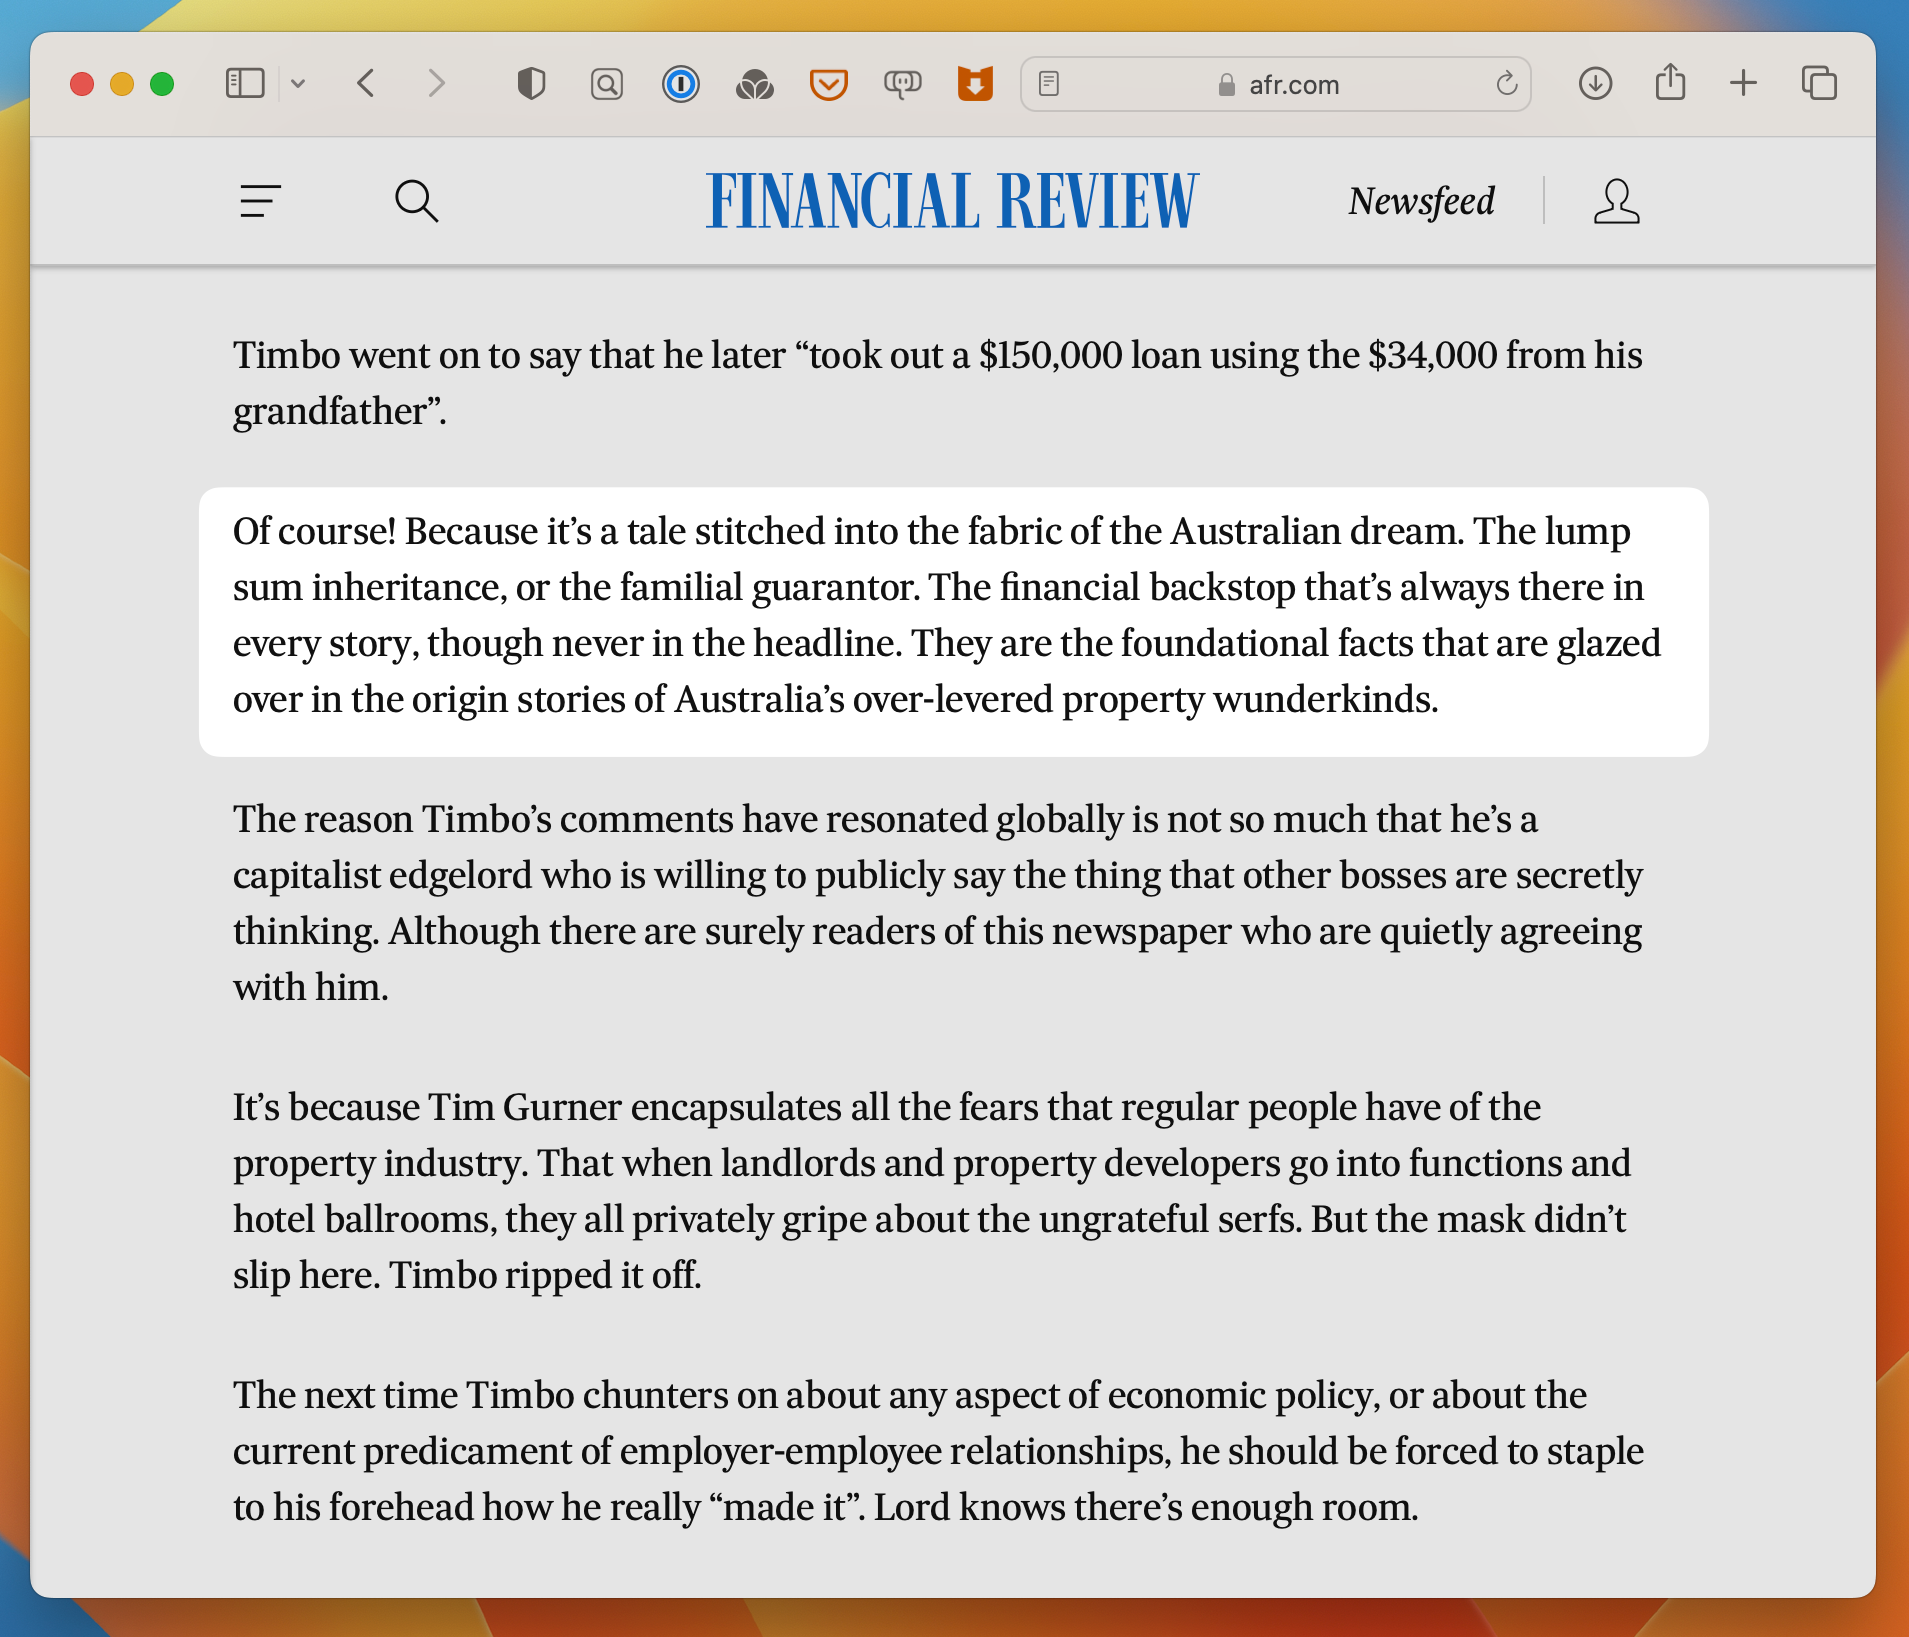 afr.com
FINANCIAL REVIEW
Newsfeed
Timbo went on to say that he later “took out a $150,000 loan using the $34,000 from his
grandfather”.
Of course! Because it’s a tale stitched into the fabric of the Australian dream. The lump
sum inheritance, or the familial guarantor. The financial backstop that’s always there in
every story, though never in the headline. They are the foundational facts that are glazed
over in the origin stories of Australia’s over-levered property wunderkinds.
The reason Timbo’s comments have resonated globally is not so much that he’s a
capitalist edgelord who is willing to publicly say the thing that other bosses are secretly
thinking. Although there are surely readers of this newspaper who are quietly agreeing
with him.
It’s because Tim Gurner encapsulates all the fears that regular people have of the
property industry. That when landlords and property developers go into functions and
hotel ballrooms, they all privately gripe about the ungrateful serfs. But the mask didn’t
slip here. Timbo ripped it off.
The next time Timbo chunters on about any aspect of economic policy, or about the
current predicament of employer-employee relationships, he should be forced to staple
to his forehead how he really “made it”. Lord knows there’s enough room.